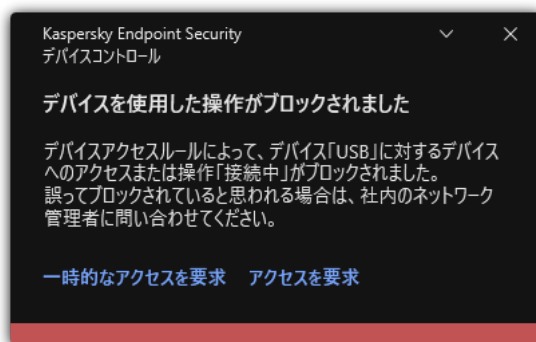 Kaspersky Endpoint Security
デバイスコントロール
デバイスを使用した操作がブロックされました
デバイスアクセスルールによって、デバイス「USB」に対するデバイス
へのアクセスまたは操作「接続中」がブロックされました。
誤ってブロックされていると思われる場合は、社内のネットワーク
管理者に問い合わせてください。
一時的なアクセスを要求 アクセスを要求